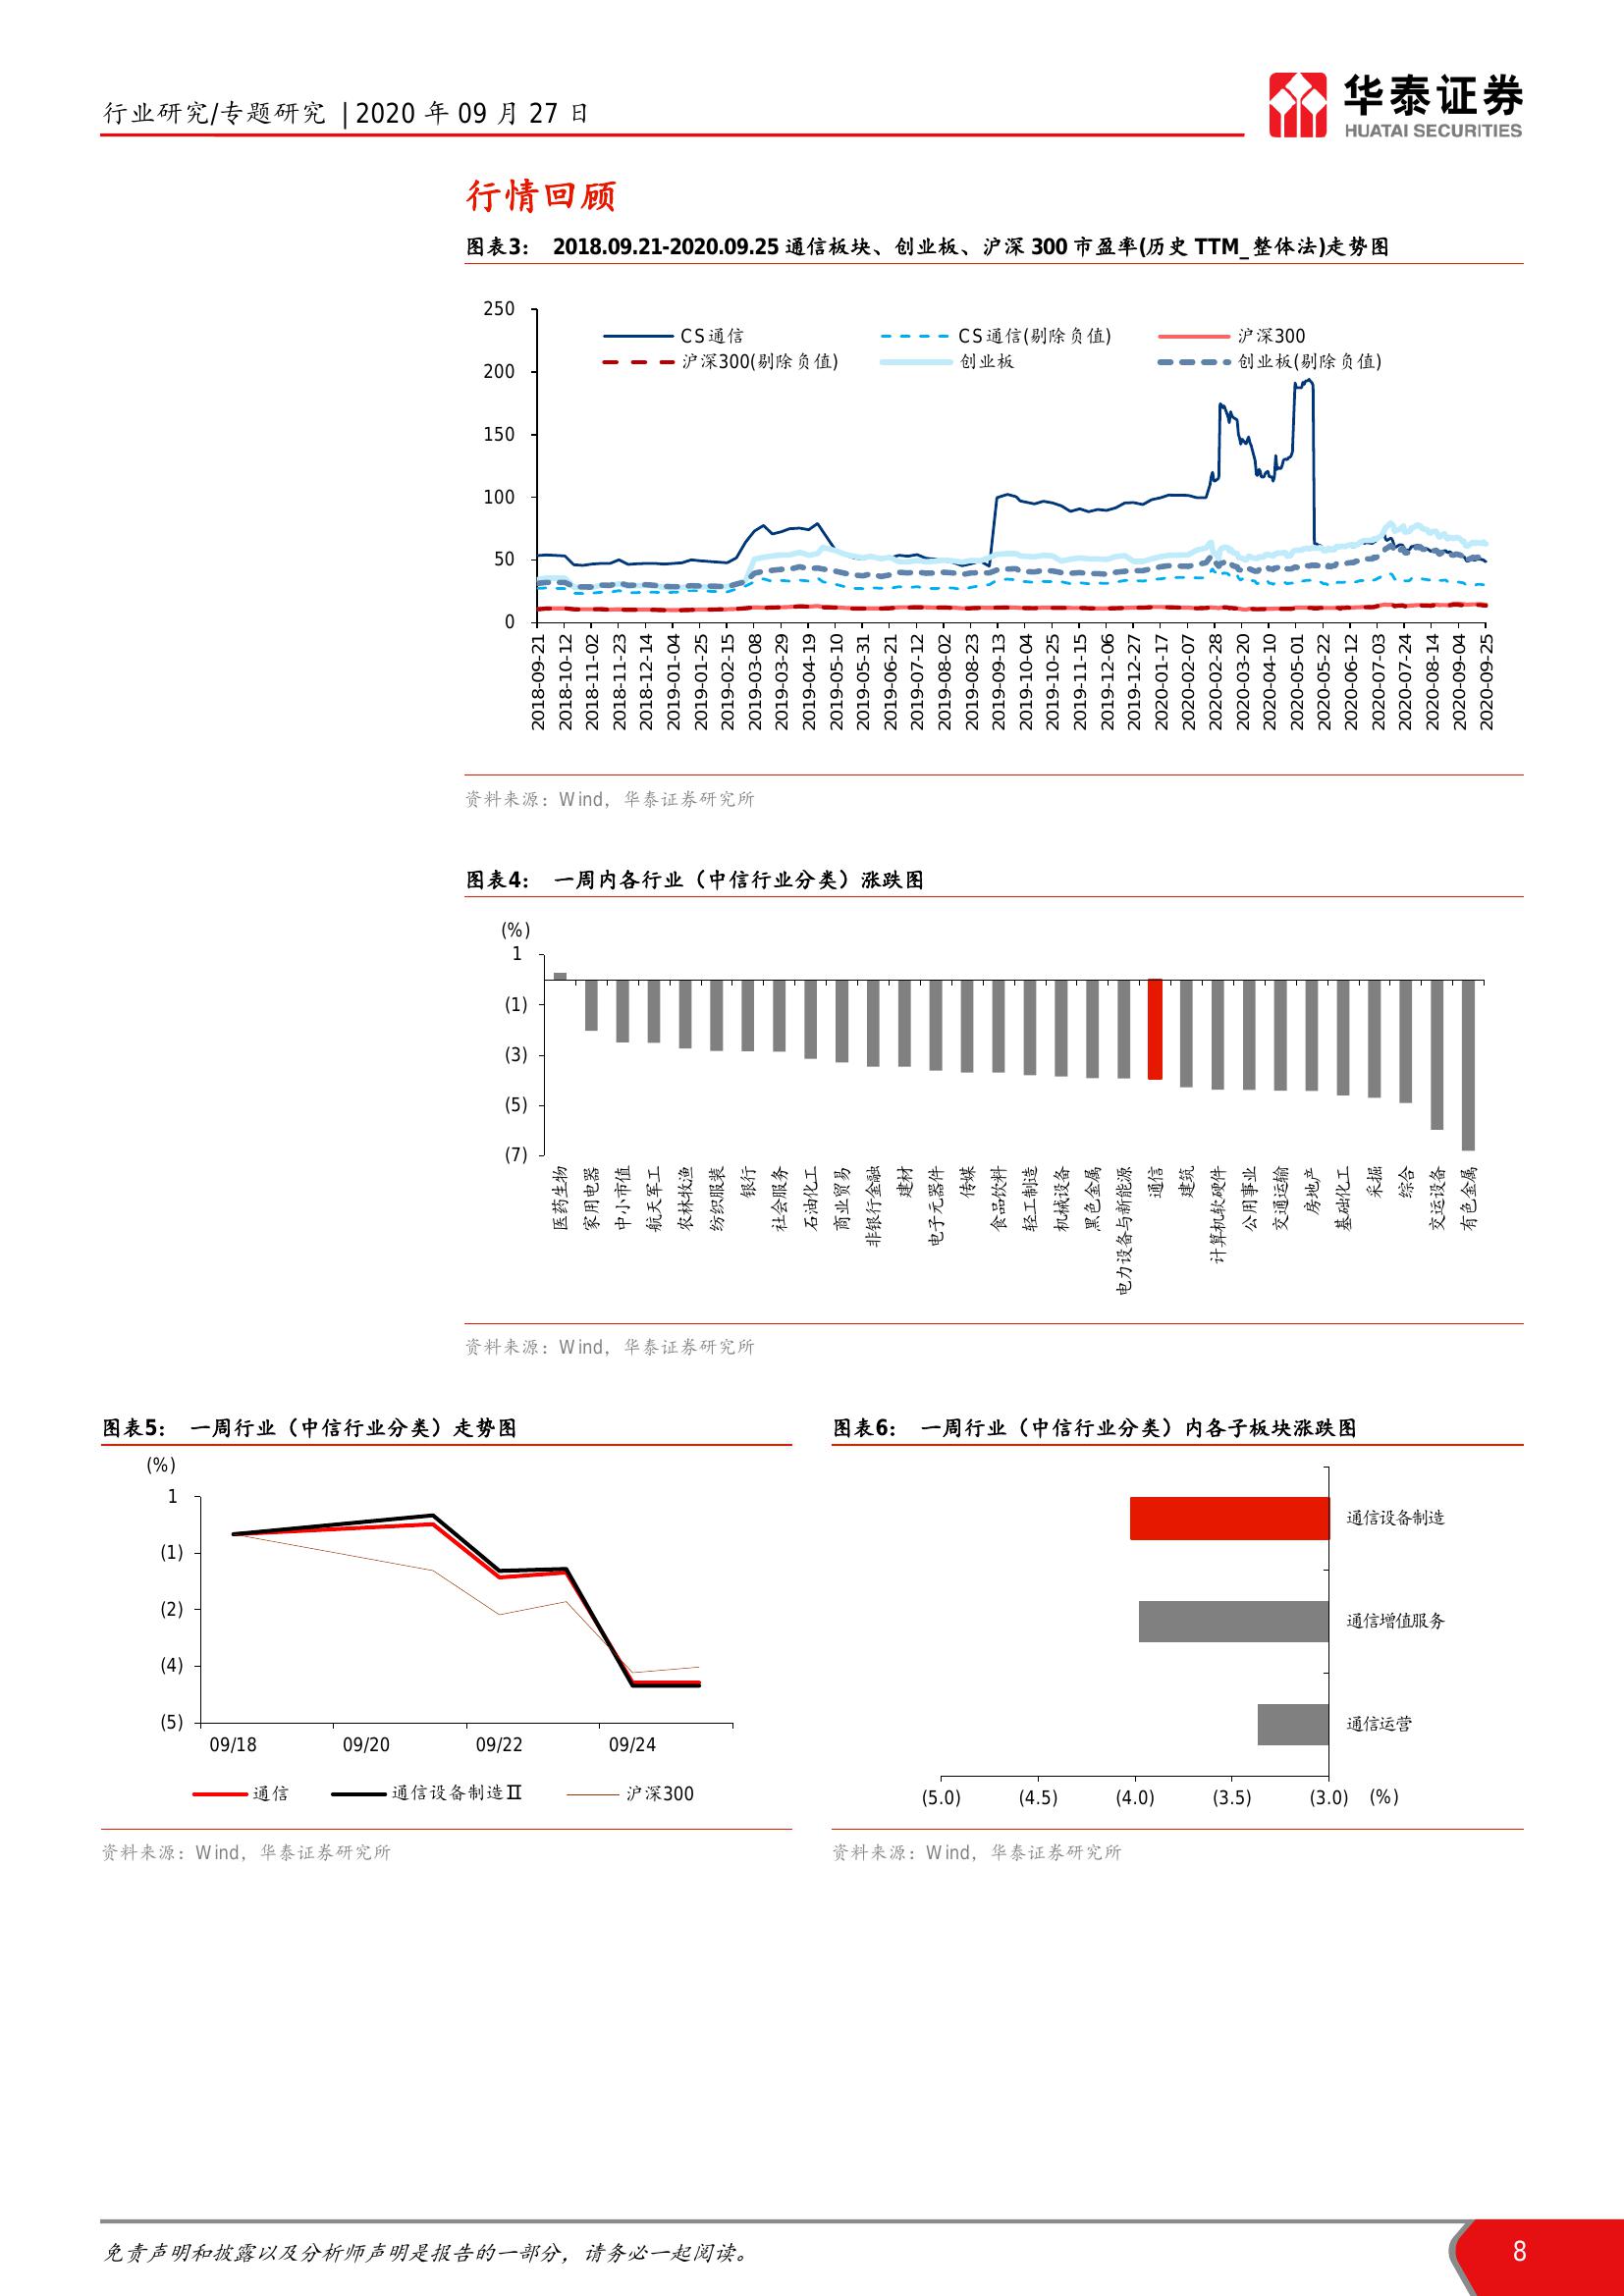 行业研究/专题研究 | 2020 年 09 月 27 日
华泰证券
HUATAI SECURITIES
行情回顾
图表3： 2018.09.21-2020.09.25 通信板块、创业板、沪深 300 市盈率(历史 TTM_整体法)走势图
250
200
150
100
50
0
CS通信
CS通信(剔除负值)
沪深300
沪深300(剔除负值)
创业板
创业板(剔除负值)
2018-09-21
2018-10-12
2018-11-02
2018-11-23
2018-12-14
2019-01-04
2019-01-25
2019-02-15
2019-03-08
2019-03-29
2019-04-19
2019-05-10
2019-05-31
2019-06-21
2019-07-12
2019-08-02
2019-08-23
2019-09-13
2019-10-04
2019-10-25
2019-11-15
2019-12-06
2019-12-27
2020-01-17
2020-02-07
2020-02-28
2020-03-20
2020-04-10
2020-05-01
2020-05-22
2020-06-12
2020-07-03
2020-07-24
2020-08-14
2020-09-04
2020-09-25
资料来源：Wind，华泰证券研究所
图表4： 一周内各行业（中信行业分类）涨跌图
(%)
1
(1)
(3)
(5)
(7)
医药生物
家用电器
中小市值
航天军工
农林牧渔
纺织服装
银行
社会服务
石油化工
商业贸易
非银行金融
建材
电子元器件
传媒
食品饮料
轻工制造
机械设备
黑色金属
电力设备与新能源
通信
建筑
计算机软硬件
公用事业
交通运输
房地产
基础化工
采掘
综合
交运设备
有色金属
资料来源：Wind，华泰证券研究所
图表5： 一周行业（中信行业分类）走势图
(%)
1
(1)
(2)
(4)
(5)
09/18
09/20
09/22
09/24
通信
通信设备制造Ⅱ
沪深300
资料来源：Wind，华泰证券研究所
图表6： 一周行业（中信行业分类）内各子板块涨跌图
通信设备制造
通信增值服务
通信运营
(5.0)
(4.5)
(4.0)
(3.5)
(3.0)
(%)
资料来源：Wind，华泰证券研究所
免责声明和披露以及分析师声明是报告的一部分，请务必一起阅读。
8